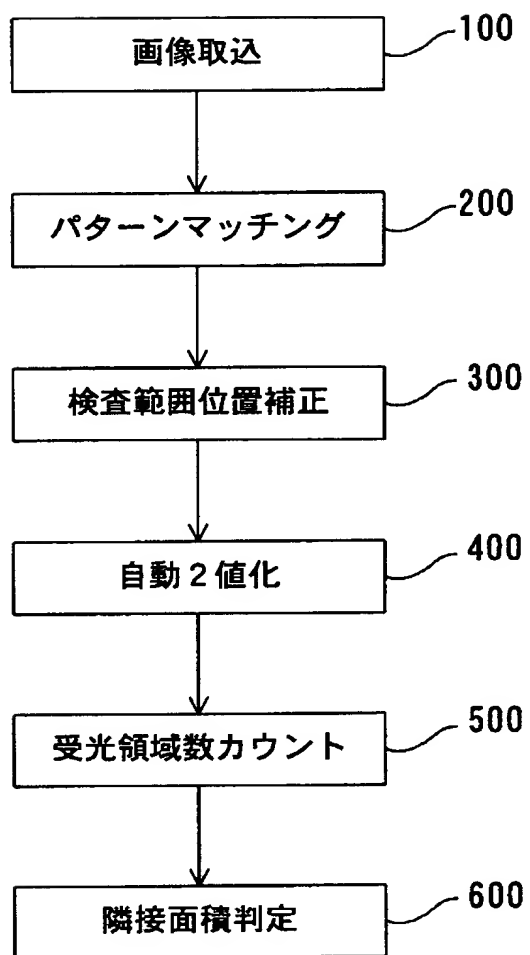 画像取込
100
パターンマッチング
200
検査範囲位置補正
300
自動２値化
400
受光領域数カウント
500
隣接面積判定
600